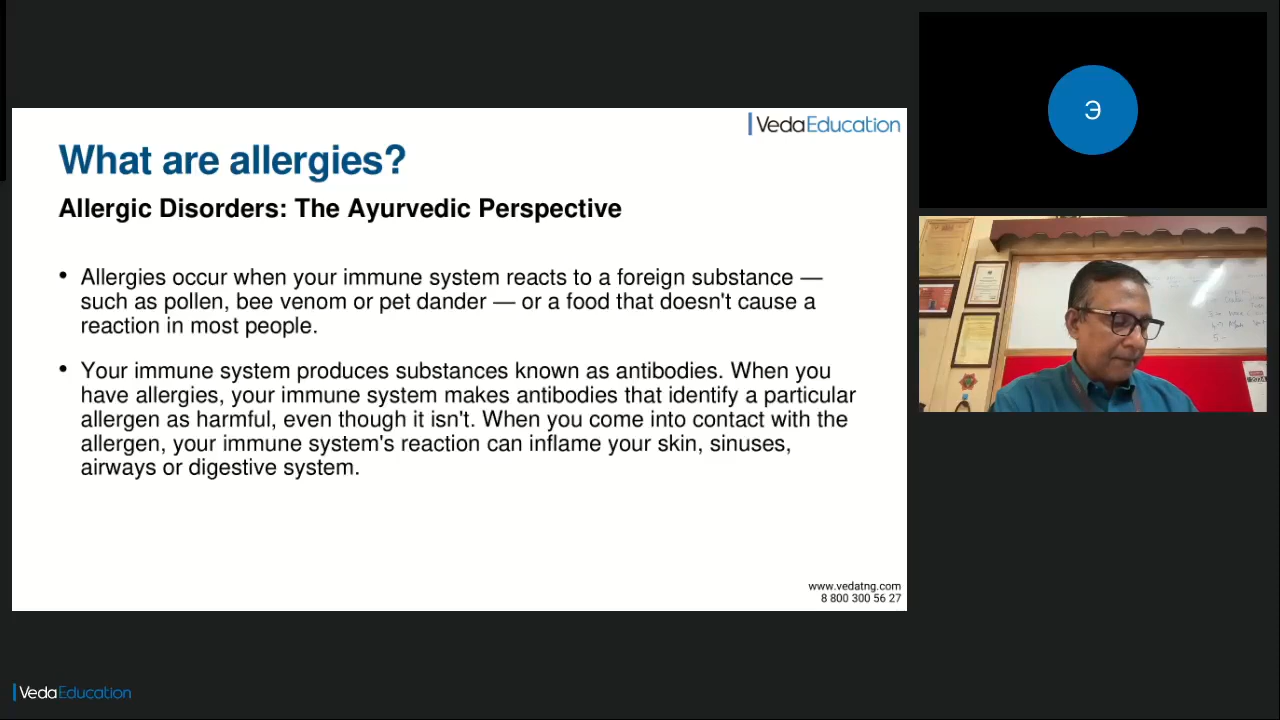 VedaEducation
What are allergies?
Allergic Disorders: The Ayurvedic Perspective
• Allergies occur when your immune system reacts to a foreign substance —
such as pollen, bee venom or pet dander — or a food that doesn't cause a
reaction in most people.
• Your immune system produces substances known as antibodies. When you
have allergies, your immune system makes antibodies that identify a particular
allergen as harmful, even though it isn't. When you come into contact with the
allergen, your immune system's reaction can inflame your skin, sinuses,
airways or digestive system.
www.vedatng.com
8 800 300 56 27
Э
VedaEducation